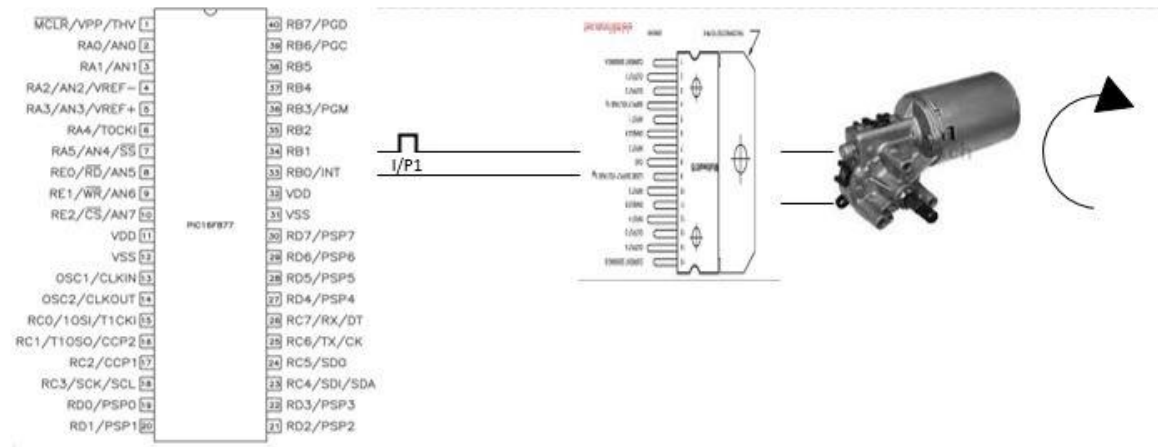 MCLR/VPP/THV 1
RA0/AN0 2
RA1/AN1 3
RA2/AN2/VREF- 4
RA3/AN3/VREF+ 5
RA4/TOCKI 6
RA5/AN4/SS 7
RE0/RD/AN5 8
RE1/WR/AN6 9
RE2/CS/AN7 10
VDD 11
VSS 12
OSC1/CLKIN 13
OSC2/CLKOUT 14
RC0/1OSI/T1CKI 15
RC1/T1OSO/CCP2 16
RC2/CCP1 17
RC3/SCK/SCL 18
RD0/PSP0 19
RD1/PSP1 20
PIC16F877
40 RB7/PGD
39 RB6/PGC
38 RB5
37 RB4
36 RB3/PGM
35 RB2
34 RB1
33 RB0/INT
32 VDD
31 VSS
30 RD7/PSP7
29 RD6/PSP6
28 RD5/PSP5
27 RD4/PSP4
26 RC7/RX/DT
25 RC6/TX/CK
24 RC5/SDO
23 RC4/SDI/SDA
22 RD3/PSP3
21 RD2/PSP2
I/P1